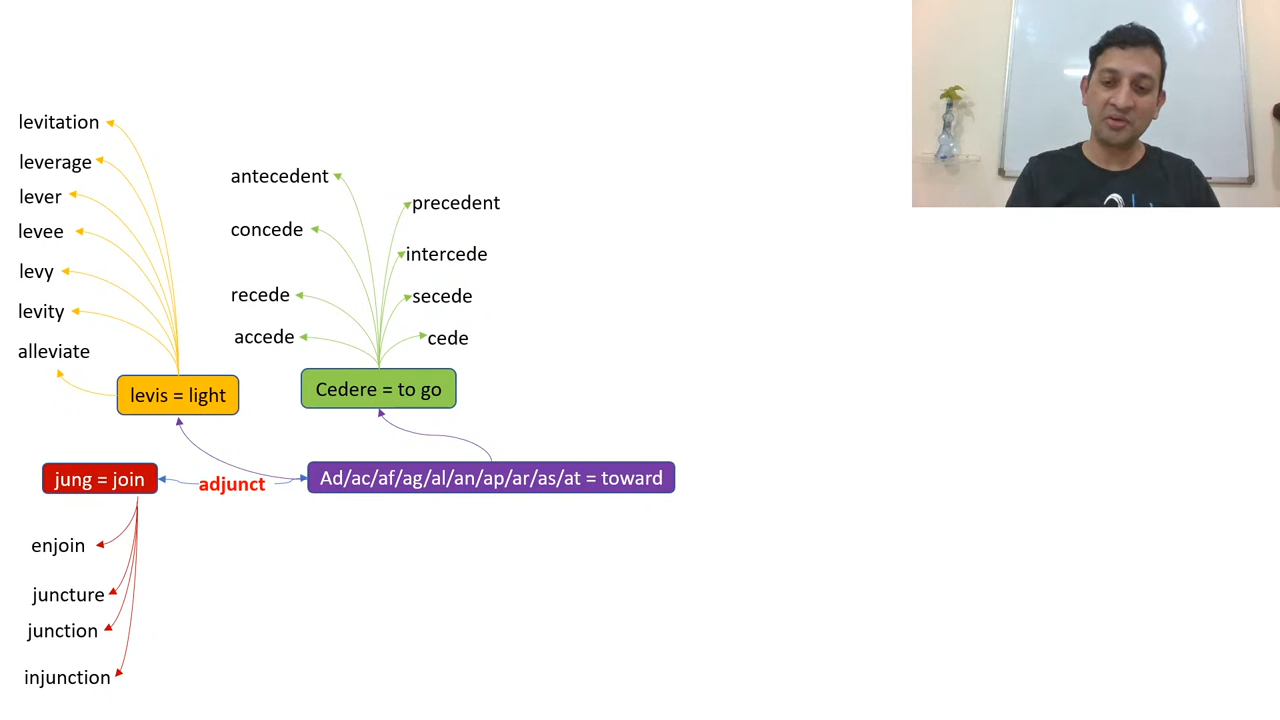 levitation
leverage
lever
levee
levy
levity
alleviate
levis = light
antecedent
concede
recede
accede
precedent
intercede
secede
cede
Cedere = to go
jung = join
adjunct
Ad/ac/af/ag/al/an/ap/ar/as/at = toward
enjoin
juncture
junction
injunction